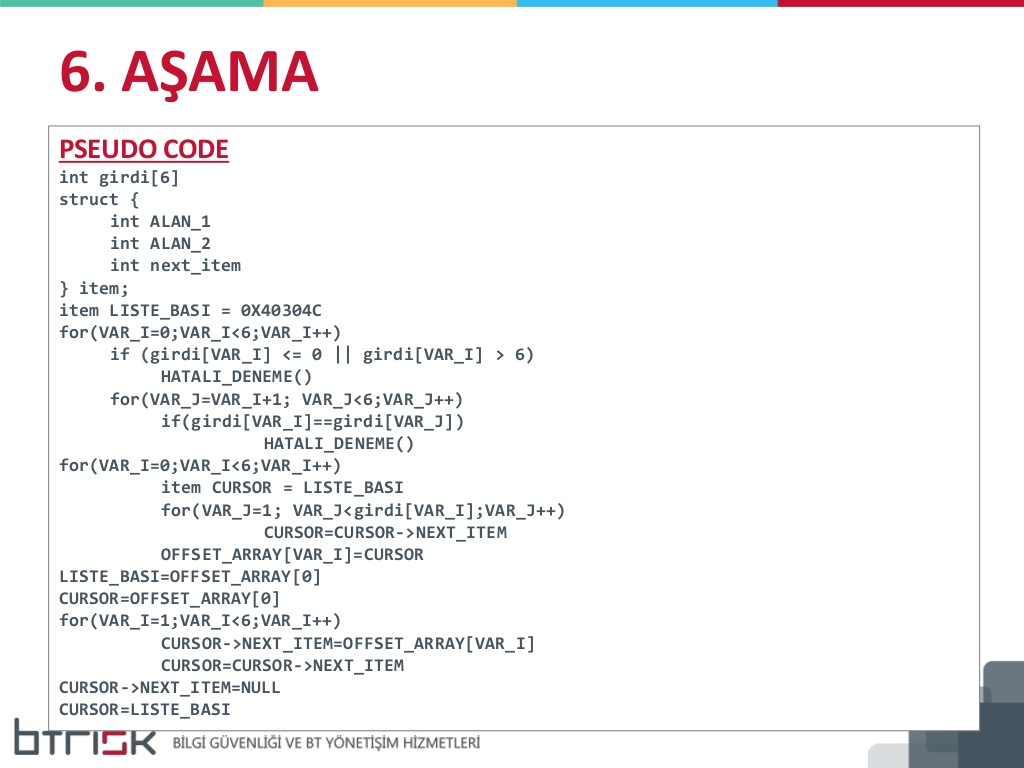 6. AŞAMA
PSEUDO CODE
int girdi[6]
struct {
int ALAN_1
int ALAN_2
int next_item
} item;
item LISTE_BASI = 0X40304C
for(VAR_I=0;VAR_I<6;VAR_I++)
if (girdi[VAR_I] <= 0 || girdi[VAR_I] > 6)
HATALI_DENEME()
for(VAR_J=VAR_I+1; VAR_J<6;VAR_J++)
if(girdi[VAR_I]==girdi[VAR_J])
HATALI_DENEME()
for(VAR_I=0;VAR_I<6;VAR_I++)
item CURSOR = LISTE_BASI
for(VAR_J=1; VAR_J<girdi[VAR_I];VAR_J++)
CURSOR=CURSOR->NEXT_ITEM
OFFSET_ARRAY[VAR_I]=CURSOR
LISTE_BASI=OFFSET_ARRAY[0]
CURSOR=OFFSET_ARRAY[0]
for(VAR_I=1;VAR_I<6;VAR_I++)
CURSOR->NEXT_ITEM=OFFSET_ARRAY[VAR_I]
CURSOR=CURSOR->NEXT_ITEM
CURSOR->NEXT_ITEM=NULL
CURSOR=LISTE_BASI
btrisk BİLGİ GÜVENLİĞİ VE BT YÖNETİŞİM HİZMETLERİ